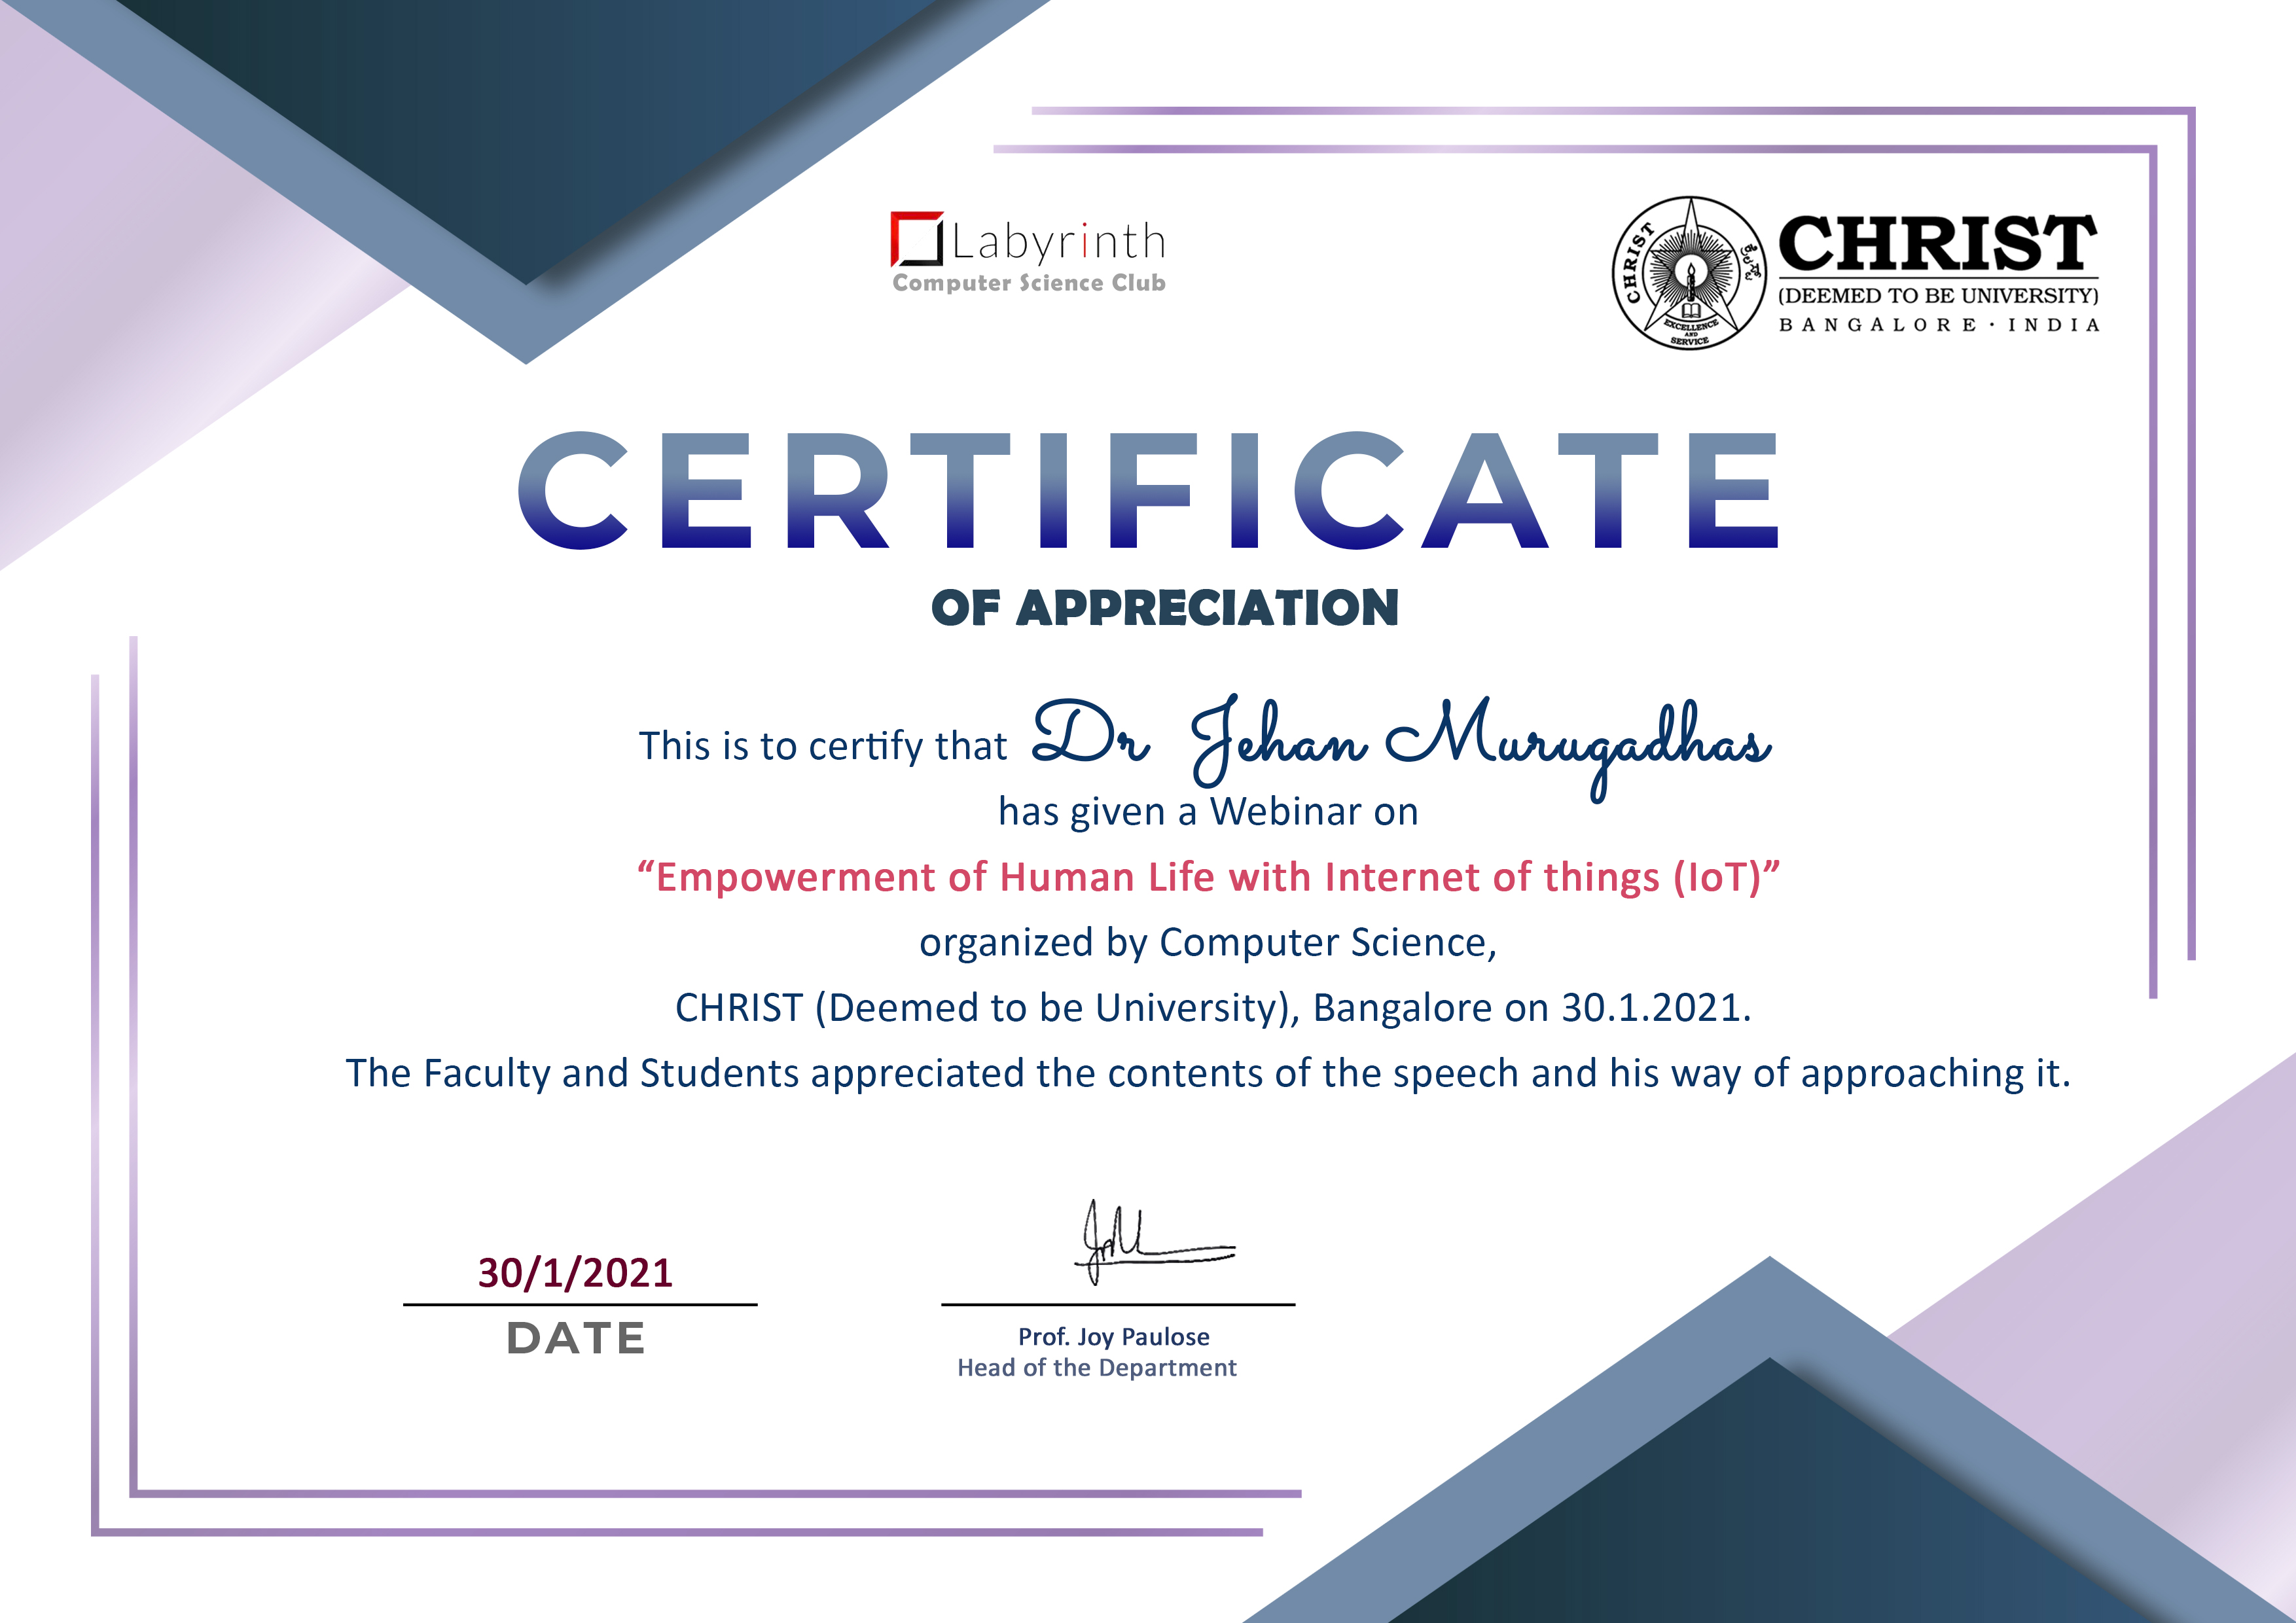 Labyrinth
Computer Science Club
CHRIST
EXCELLENCE
AND
SERVICE
CHRIST
(DEEMED TO BE UNIVERSITY)
BANGALORE · INDIA
CERTIFICATE
OF APPRECIATION
This is to certify that Dr Jehan Murugadhas
has given a Webinar on
“Empowerment of Human Life with Internet of things (IoT)”
organized by Computer Science,
CHRIST (Deemed to be University), Bangalore on 30.1.2021.
The Faculty and Students appreciated the contents of the speech and his way of approaching it.
30/1/2021
DATE
Prof. Joy Paulose
Head of the Department